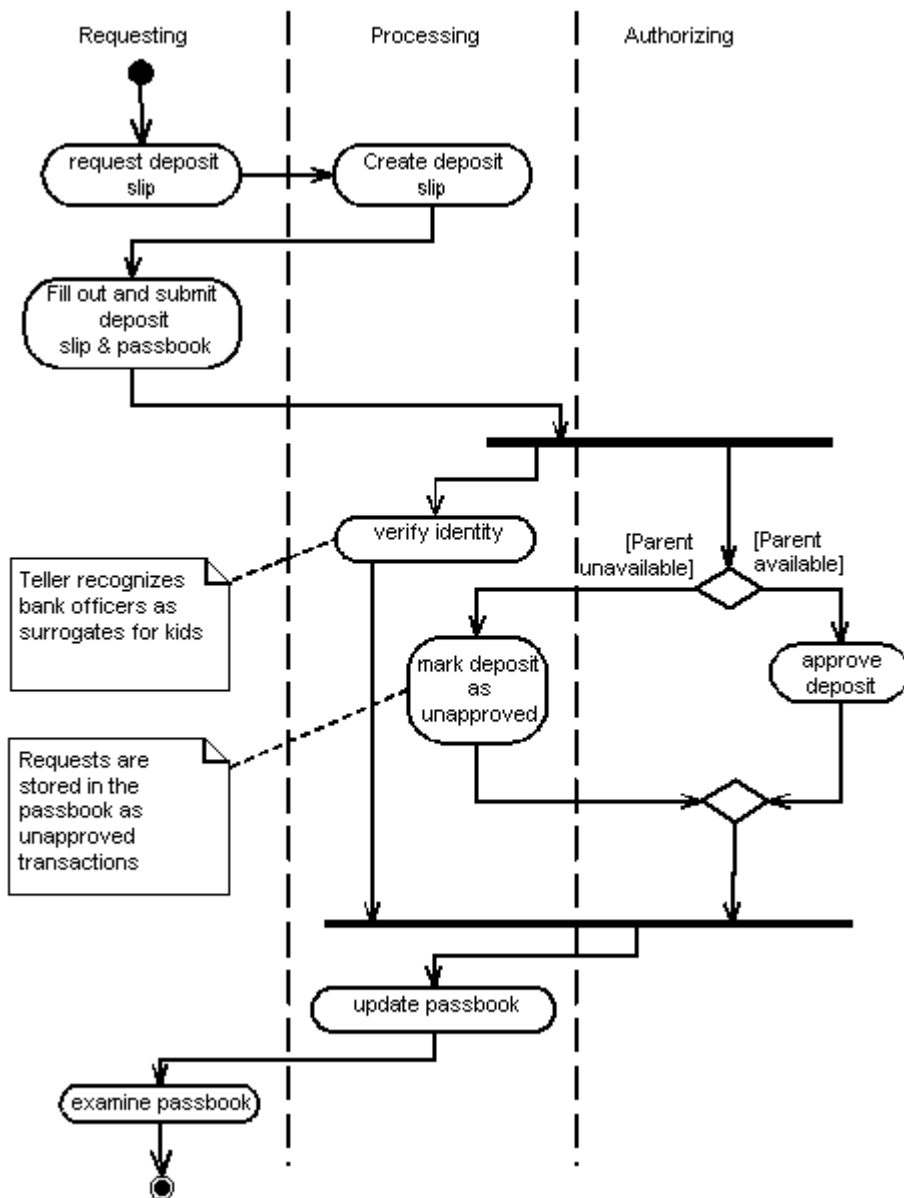 Requesting
Processing
Authorizing
request deposit
slip
Create deposit
slip
Fill out and submit
deposit
slip & passbook
verify identity
[Parent
unavailable]
[Parent
available]
Teller recognizes
bank officers as
surrogates for kids
mark deposit
as
unapproved
approve
deposit
Requests are
stored in the
passbook as
unapproved
transactions
update passbook
examine passbook